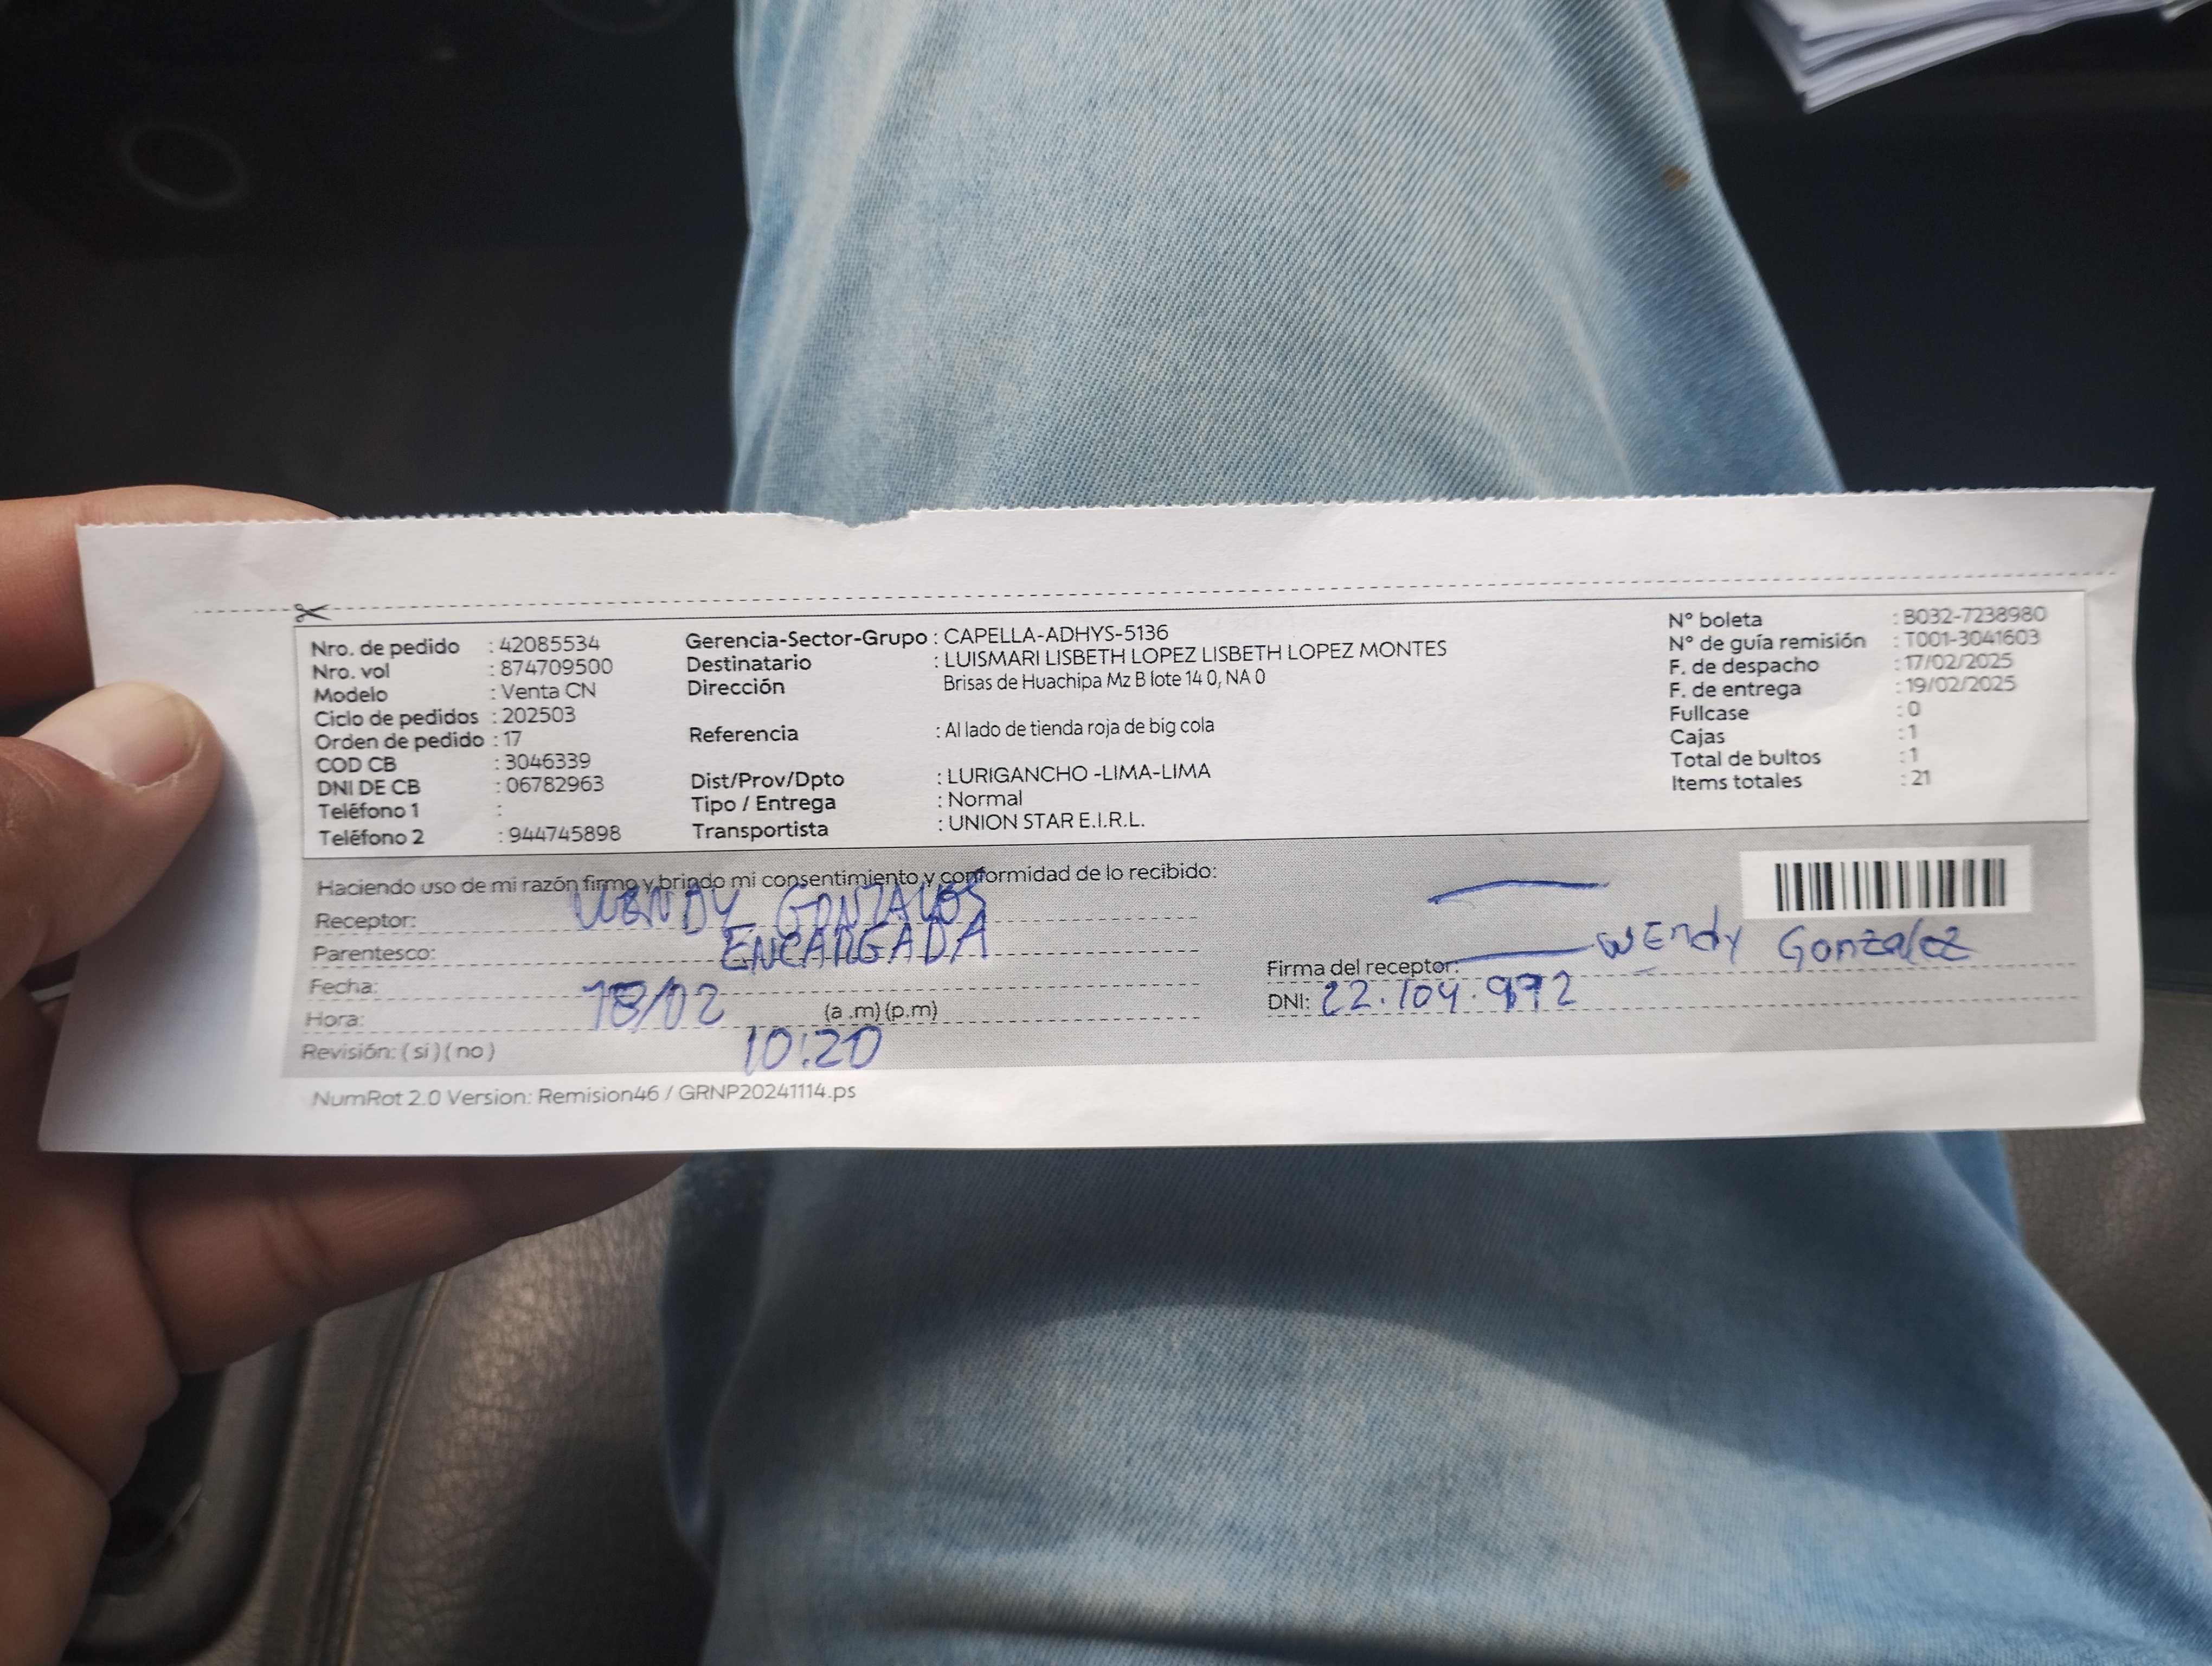 Nro. de pedido : 42085534
Nro. vol : 874709500
Modelo : Venta CN
Ciclo de pedidos : 202503
Orden de pedido : 17
COD CB : 3046339
DNI DE CB : 06782963
Teléfono 1 :
Teléfono 2 : 944745898
Gerencia-Sector-Grupo : CAPELLA-ADHYS-5136
Destinatario : LUISMARI LISBETH LOPEZ LISBETH LOPEZ MONTES
Dirección Brisas de Huachipa Mz B lote 14 0, NA 0
Referencia : Al lado de tienda roja de big cola
Dist/Prov/Dpto : LURIGANCHO -LIMA-LIMA
Tipo / Entrega : Normal
Transportista : UNION STAR E.I.R.L.
N° boleta : B032-7238980
N° de guía remisión : T001-3041603
F. de despacho : 17/02/2025
F. de entrega : 19/02/2025
Fullcase : 0
Cajas : 1
Total de bultos : 1
Items totales : 21
Haciendo uso de mi razón firmo y brindo mi consentimiento y conformidad de lo recibido:
Receptor: WENDY
Parentesco: ENCARGADA
Fecha: 18/02
Hora: (a .m) (p.m)
10:20
Revisión: ( si ) ( no )
Wendy Gonzalez
Firma del receptor:
DNI:
NumRot 2.0 Version: Remision46 / GRNP20241114.ps